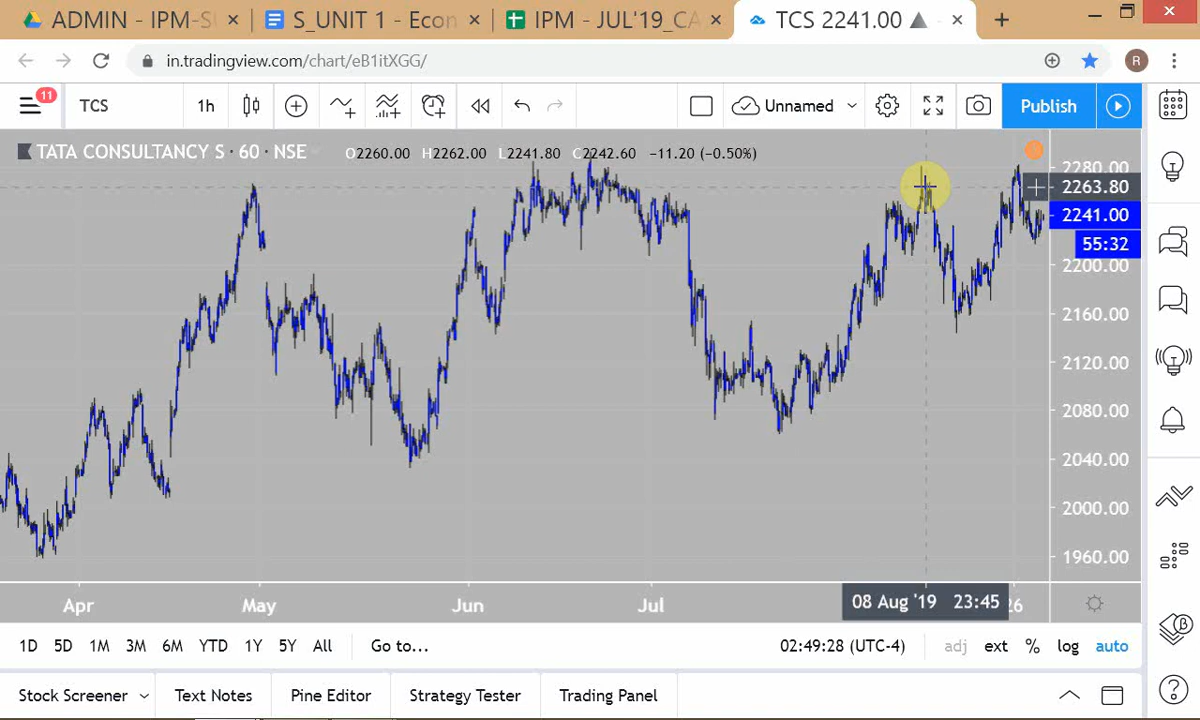 ADMIN - IPM-S
S_UNIT 1 - Econ
IPM - JUL'19_CA
TCS 2241.00
in.tradingview.com/chart/eB1itXGG/
R
11
TCS
1h
Unnamed
Publish
TATA CONSULTANCY S · 60 · NSE
O2260.00 H2262.00 L2241.80 C2242.60 −11.20 (−0.50%)
2280.00
2263.80
2241.00
55:32
2200.00
2160.00
2120.00
2080.00
2040.00
2000.00
1960.00
Apr May Jun Jul 08 Aug '19 23:45 26
1D 5D 1M 3M 6M YTD 1Y 5Y All Go to... 02:49:28 (UTC-4) adj ext % log auto
Stock Screener Text Notes Pine Editor Strategy Tester Trading Panel